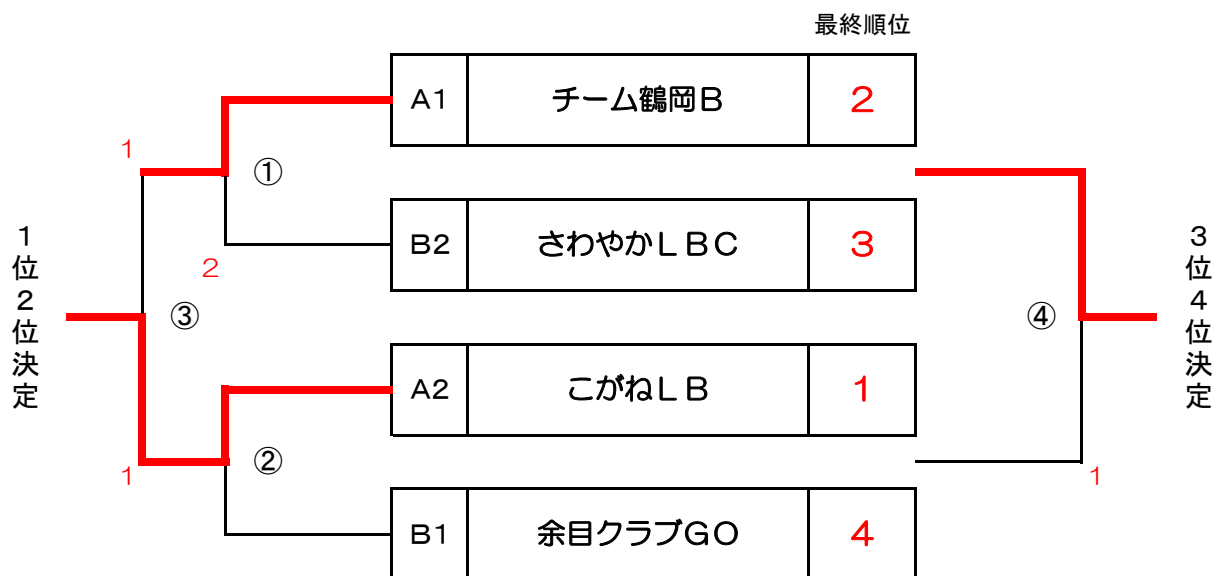 最終順位
A1 チーム鶴岡B 2
1
①
B2 さわやかLBC 3
2
1位2位決定
3位4位決定
③
④
A2 こがねLB 1
②
1
1
B1 余目クラブGO 4